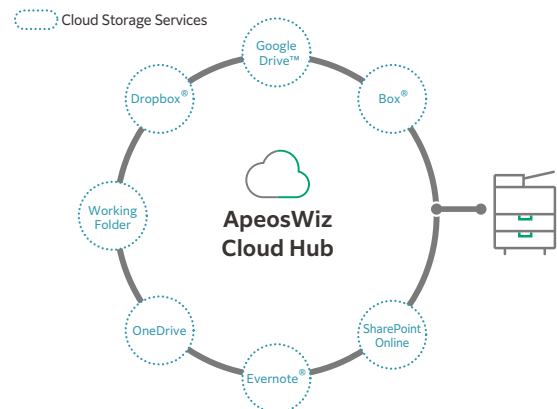 Cloud Storage Services
Google
Drive™
Dropbox®
Box®
Working
Folder
ApeosWiz
Cloud Hub
OneDrive
SharePoint
Online
Evernote®